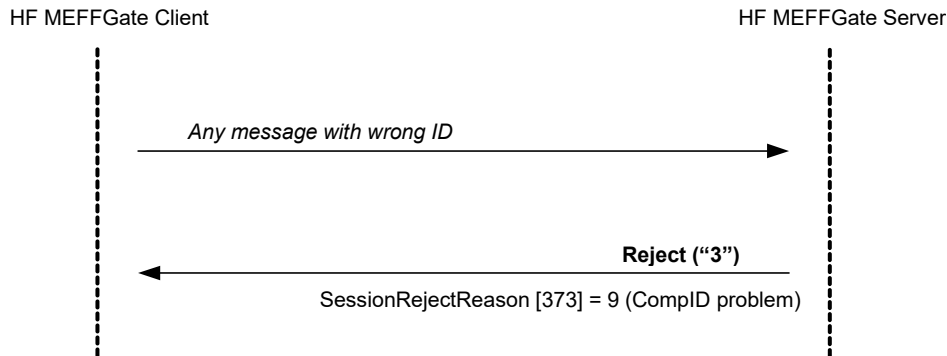 HF MEFFGate Client
HF MEFFGate Server
Any message with wrong ID
Reject (“3”)
SessionRejectReason [373] = 9 (CompID problem)